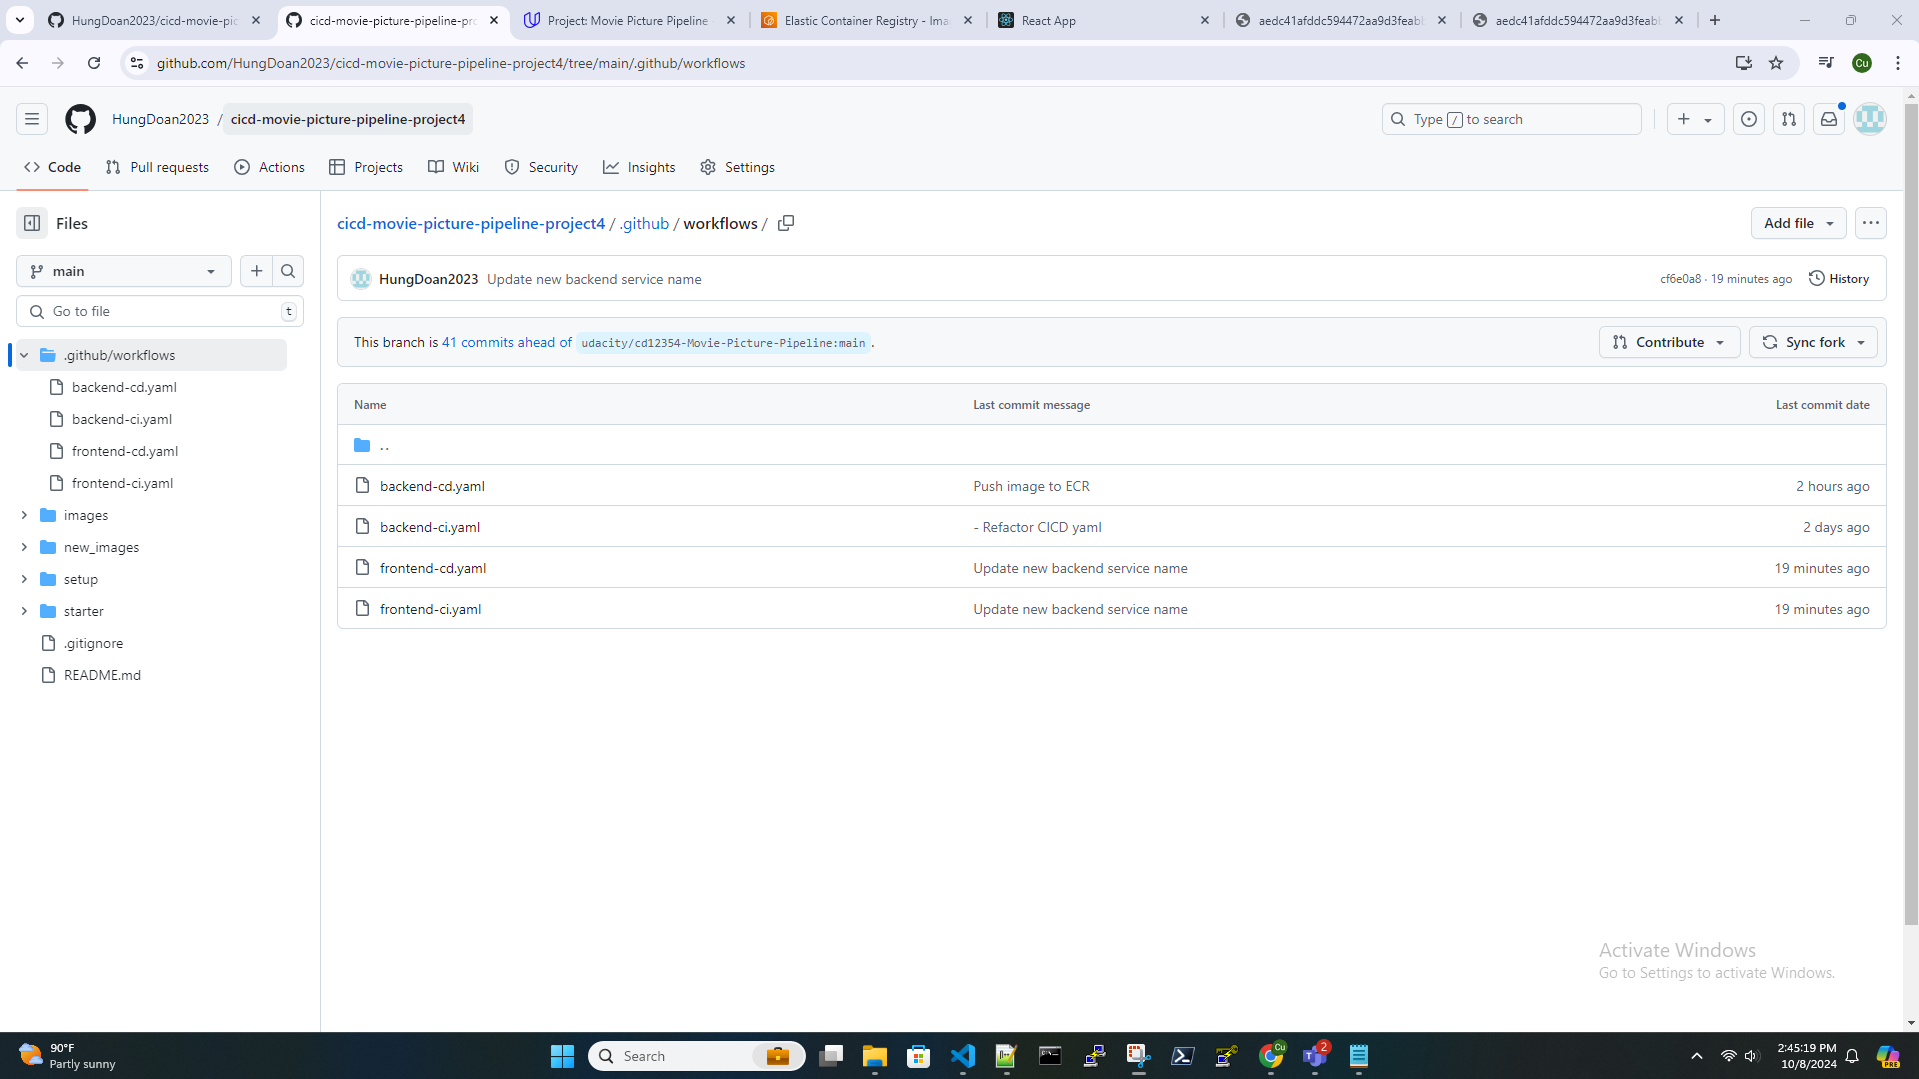 HungDoan2023/cicd-movie-pic
cicd-movie-picture-pipeline-pro
Project: Movie Picture Pipeline -
Elastic Container Registry - Ima
React App
aedc41afddc594472aa9d3feabb
aedc41afddc594472aa9d3feabb
github.com/HungDoan2023/cicd-movie-picture-pipeline-project4/tree/main/.github/workflows
Cu
HungDoan2023 / cicd-movie-picture-pipeline-project4
Type / to search
Code
Pull requests
Actions
Projects
Wiki
Security
Insights
Settings
Files
cicd-movie-picture-pipeline-project4 / .github / workflows /
Add file
main
Go to file
t
HungDoan2023 Update new backend service name
cf6e0a8 · 19 minutes ago
History
This branch is 41 commits ahead of udacity/cd12354-Movie-Picture-Pipeline:main .
Contribute
Sync fork
.github/workflows
backend-cd.yaml
backend-ci.yaml
frontend-cd.yaml
frontend-ci.yaml
images
new_images
setup
starter
.gitignore
README.md
Name Last commit message Last commit date
..
backend-cd.yaml Push image to ECR 2 hours ago
backend-ci.yaml - Refactor CICD yaml 2 days ago
frontend-cd.yaml Update new backend service name 19 minutes ago
frontend-ci.yaml Update new backend service name 19 minutes ago
Activate Windows
Go to Settings to activate Windows.
90°F
Partly sunny
Search
Cu
2
2:45:19 PM
10/8/2024
PRE